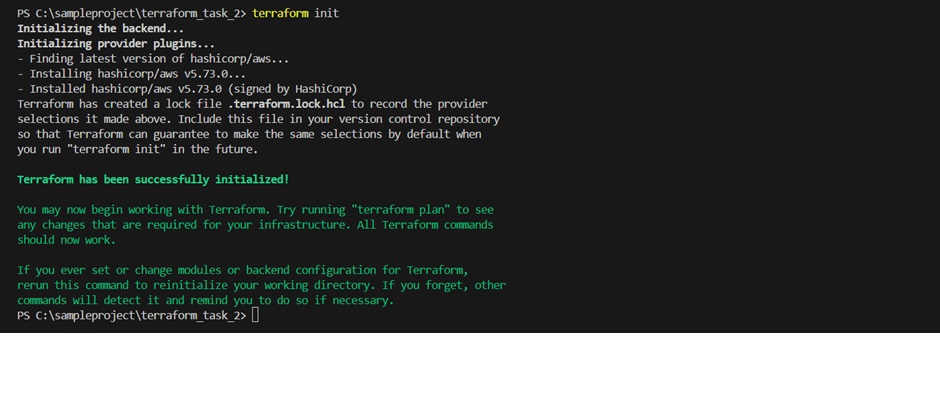 PS C:\sampleproject\terraform_task_2> terraform init
Initializing the backend...
Initializing provider plugins...
- Finding latest version of hashicorp/aws...
- Installing hashicorp/aws v5.73.0...
- Installed hashicorp/aws v5.73.0 (signed by HashiCorp)
Terraform has created a lock file .terraform.lock.hcl to record the provider
selections it made above. Include this file in your version control repository
so that Terraform can guarantee to make the same selections by default when
you run "terraform init" in the future.
Terraform has been successfully initialized!
You may now begin working with Terraform. Try running "terraform plan" to see
any changes that are required for your infrastructure. All Terraform commands
should now work.
If you ever set or change modules or backend configuration for Terraform,
rerun this command to reinitialize your working directory. If you forget, other
commands will detect it and remind you to do so if necessary.
PS C:\sampleproject\terraform_task_2>